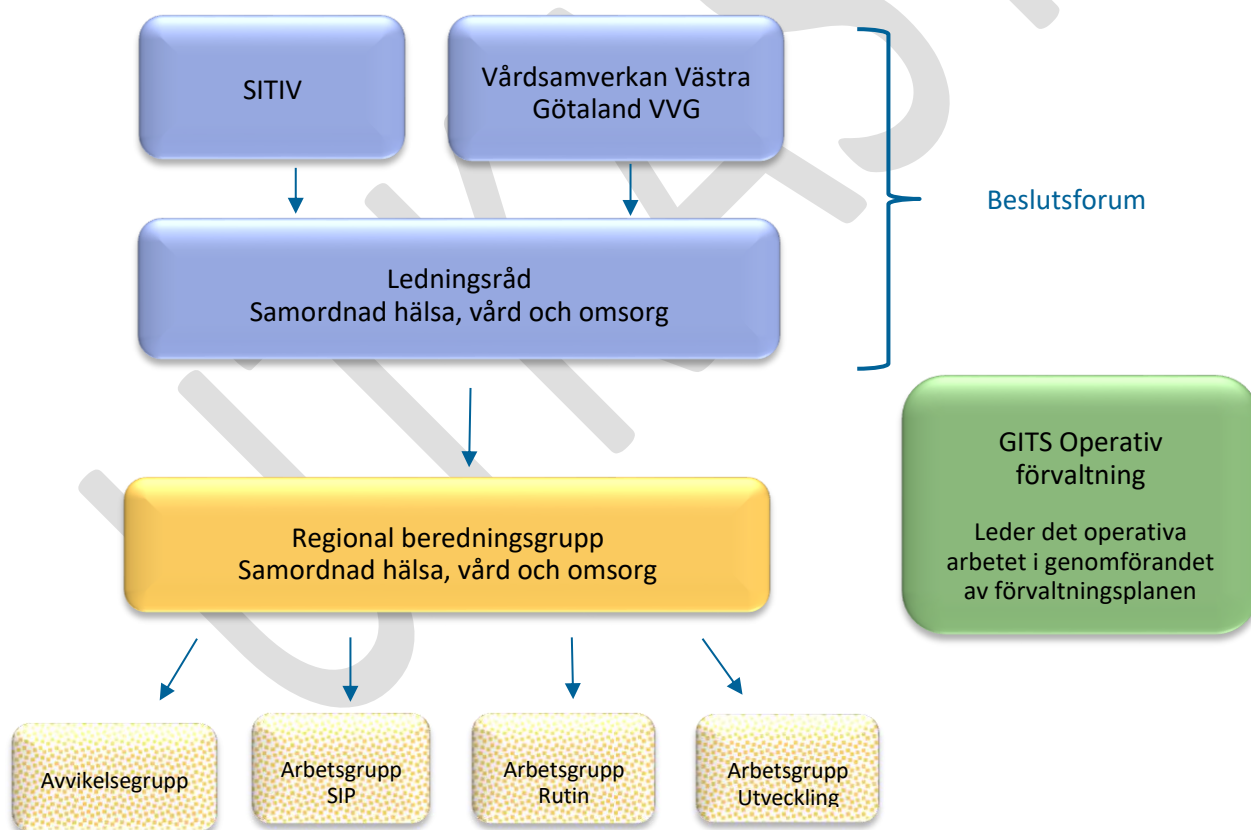 SITIV
Vårdsamverkan Västra
Götaland VVG
Beslutsforum
Ledningsråd
Samordnad hälsa, vård och omsorg
GITS Operativ
förvaltning
Leder det operativa
arbetet i genomförandet
av förvaltningsplanen
Regional beredningsgrupp
Samordnad hälsa, vård och omsorg
Avvikelsegrupp
Arbetsgrupp
SIP
Arbetsgrupp
Rutin
Arbetsgrupp
Utveckling
UTKAST